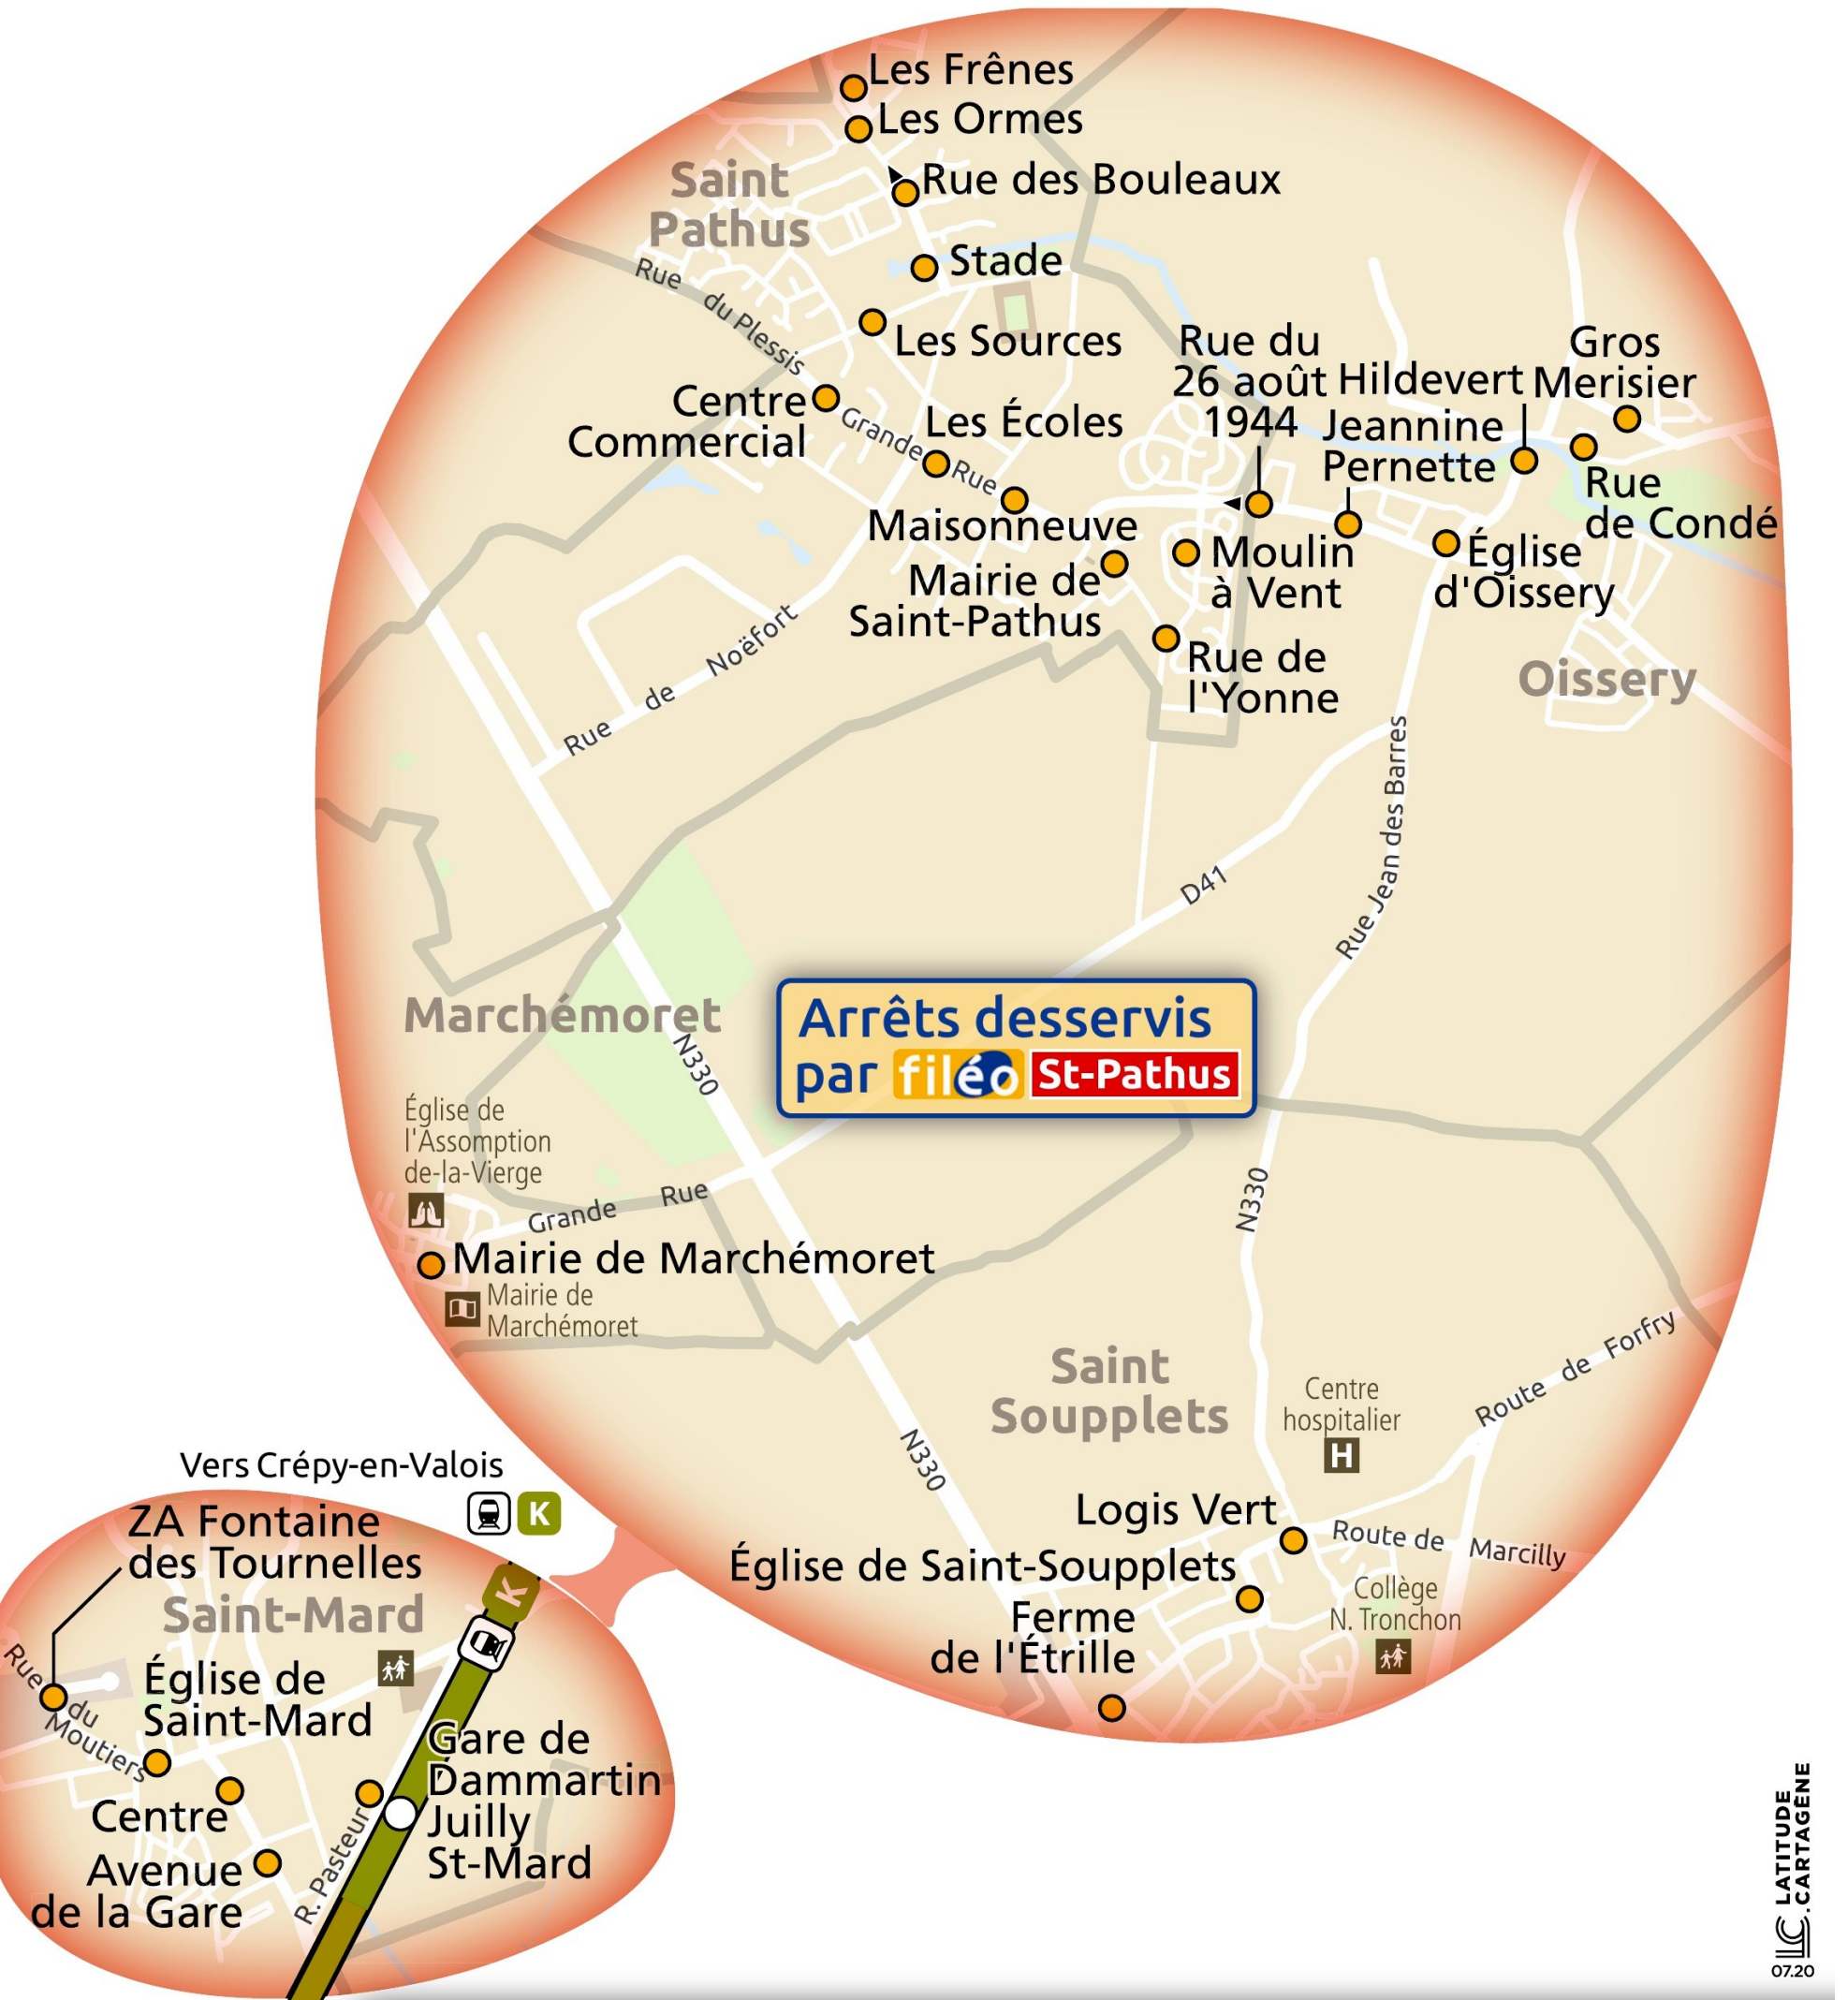 Les Frênes
Les Ormes
Saint
Pathus
Rue des Bouleaux
Stade
Rue du Plessis
Les Sources
Centre
Commercial
Grande Rue
Les Écoles
Rue du
26 août
1944
Hildevert
Jeannine
Pernette
Gros
Merisier
Rue
de Condé
Maisonneuve
Mairie de
Saint-Pathus
Moulin
à Vent
Église
d'Oissery
Rue de
l'Yonne
Oissery
Rue de Noëfort
D41
Rue Jean des Barres
Marchémoret
N330
Arrêts desservis
par filéo St-Pathus
Église de
l'Assomption
de-la-Vierge
Grande Rue
N330
Mairie de Marchémoret
Mairie de
Marchémoret
Saint
Soupplets
Centre
hospitalier
H
Route de Forfry
N330
Logis Vert
Route de Marcilly
Église de Saint-Soupplets
Collège
N. Tronchon
Ferme
de l'Étrille
Vers Crépy-en-Valois
K
K
ZA Fontaine
des Tournelles
Saint-Mard
Rue du
Moutiers
Église de
Saint-Mard
Gare de
Dammartin
Juilly
St-Mard
Centre
Avenue
de la Gare
R. Pasteur
LATITUDE
.CARTAGÈNE
LC
07.20